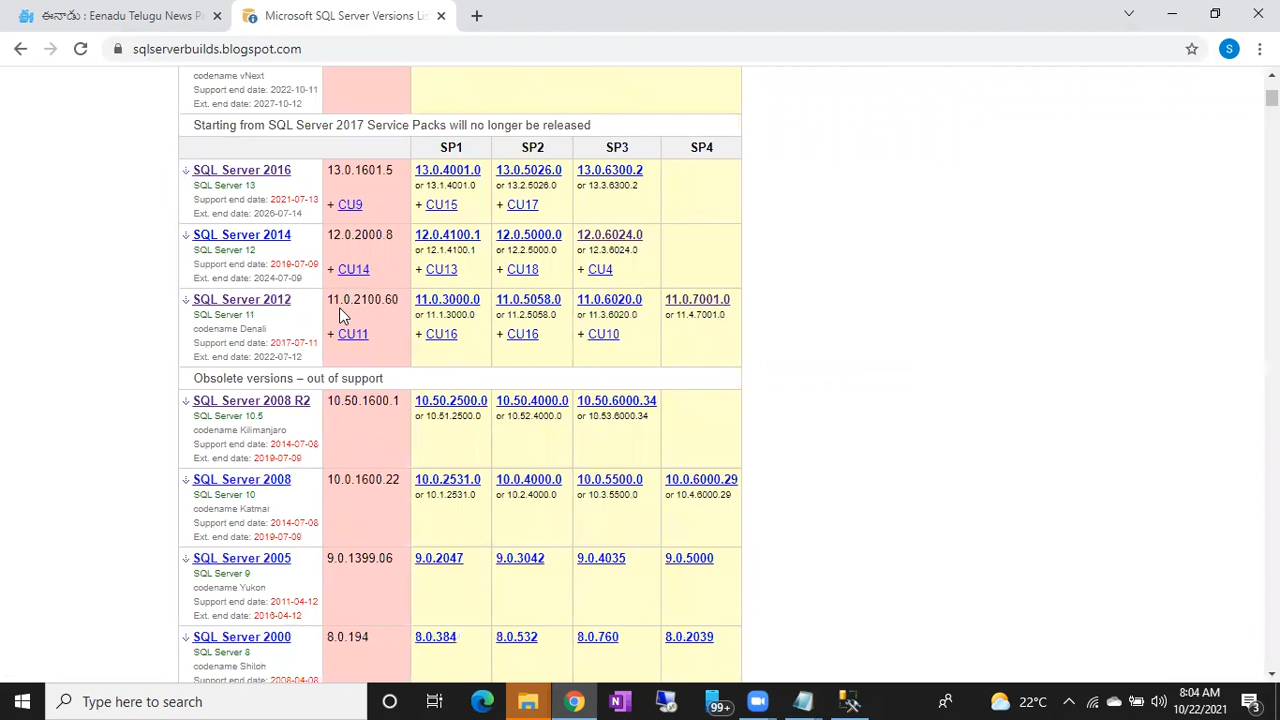 ఈనాడు : Eenadu Telugu News Pa
Microsoft SQL Server Versions Lis
sqlserverbuilds.blogspot.com
S
codename vNext
Support end date: 2022-10-11
Ext. end date: 2027-10-12
Starting from SQL Server 2017 Service Packs will no longer be released
SP1 SP2 SP3 SP4
SQL Server 2016 13.0.1601.5 13.0.4001.0 13.0.5026.0 13.0.6300.2
SQL Server 13 or 13.1.4001.0 or 13.2.5026.0 or 13.3.6300.2
Support end date: 2021-07-13 + CU9 + CU15 + CU17
Ext. end date: 2026-07-14
SQL Server 2014 12.0.2000.8 12.0.4100.1 12.0.5000.0 12.0.6024.0
SQL Server 12 or 12.1.4100.1 or 12.2.5000.0 or 12.3.6024.0
Support end date: 2019-07-09 + CU14 + CU13 + CU18 + CU4
Ext. end date: 2024-07-09
SQL Server 2012 11.0.2100.60 11.0.3000.0 11.0.5058.0 11.0.6020.0 11.0.7001.0
SQL Server 11 or 11.1.3000.0 or 11.2.5058.0 or 11.3.6020.0 or 11.4.7001.0
codename Denali + CU11 + CU16 + CU16 + CU10
Support end date: 2017-07-11
Ext. end date: 2022-07-12
Obsolete versions – out of support
SQL Server 2008 R2 10.50.1600.1 10.50.2500.0 10.50.4000.0 10.50.6000.34
SQL Server 10.5 or 10.51.2500.0 or 10.52.4000.0 or 10.53.6000.34
codename Kilimanjaro
Support end date: 2014-07-08
Ext. end date: 2019-07-09
SQL Server 2008 10.0.1600.22 10.0.2531.0 10.0.4000.0 10.0.5500.0 10.0.6000.29
SQL Server 10 or 10.1.2531.0 or 10.2.4000.0 or 10.3.5500.0 or 10.4.6000.29
codename Katmai
Support end date: 2014-07-08
Ext. end date: 2019-07-09
SQL Server 2005 9.0.1399.06 9.0.2047 9.0.3042 9.0.4035 9.0.5000
SQL Server 9
codename Yukon
Support end date: 2011-04-12
Ext. end date: 2016-04-12
SQL Server 2000 8.0.194 8.0.384 8.0.532 8.0.760 8.0.2039
SQL Server 8
codename Shiloh
Support end date: 2008-04-08
Type here to search
99+
22°C
8:04 AM
10/22/2021
3